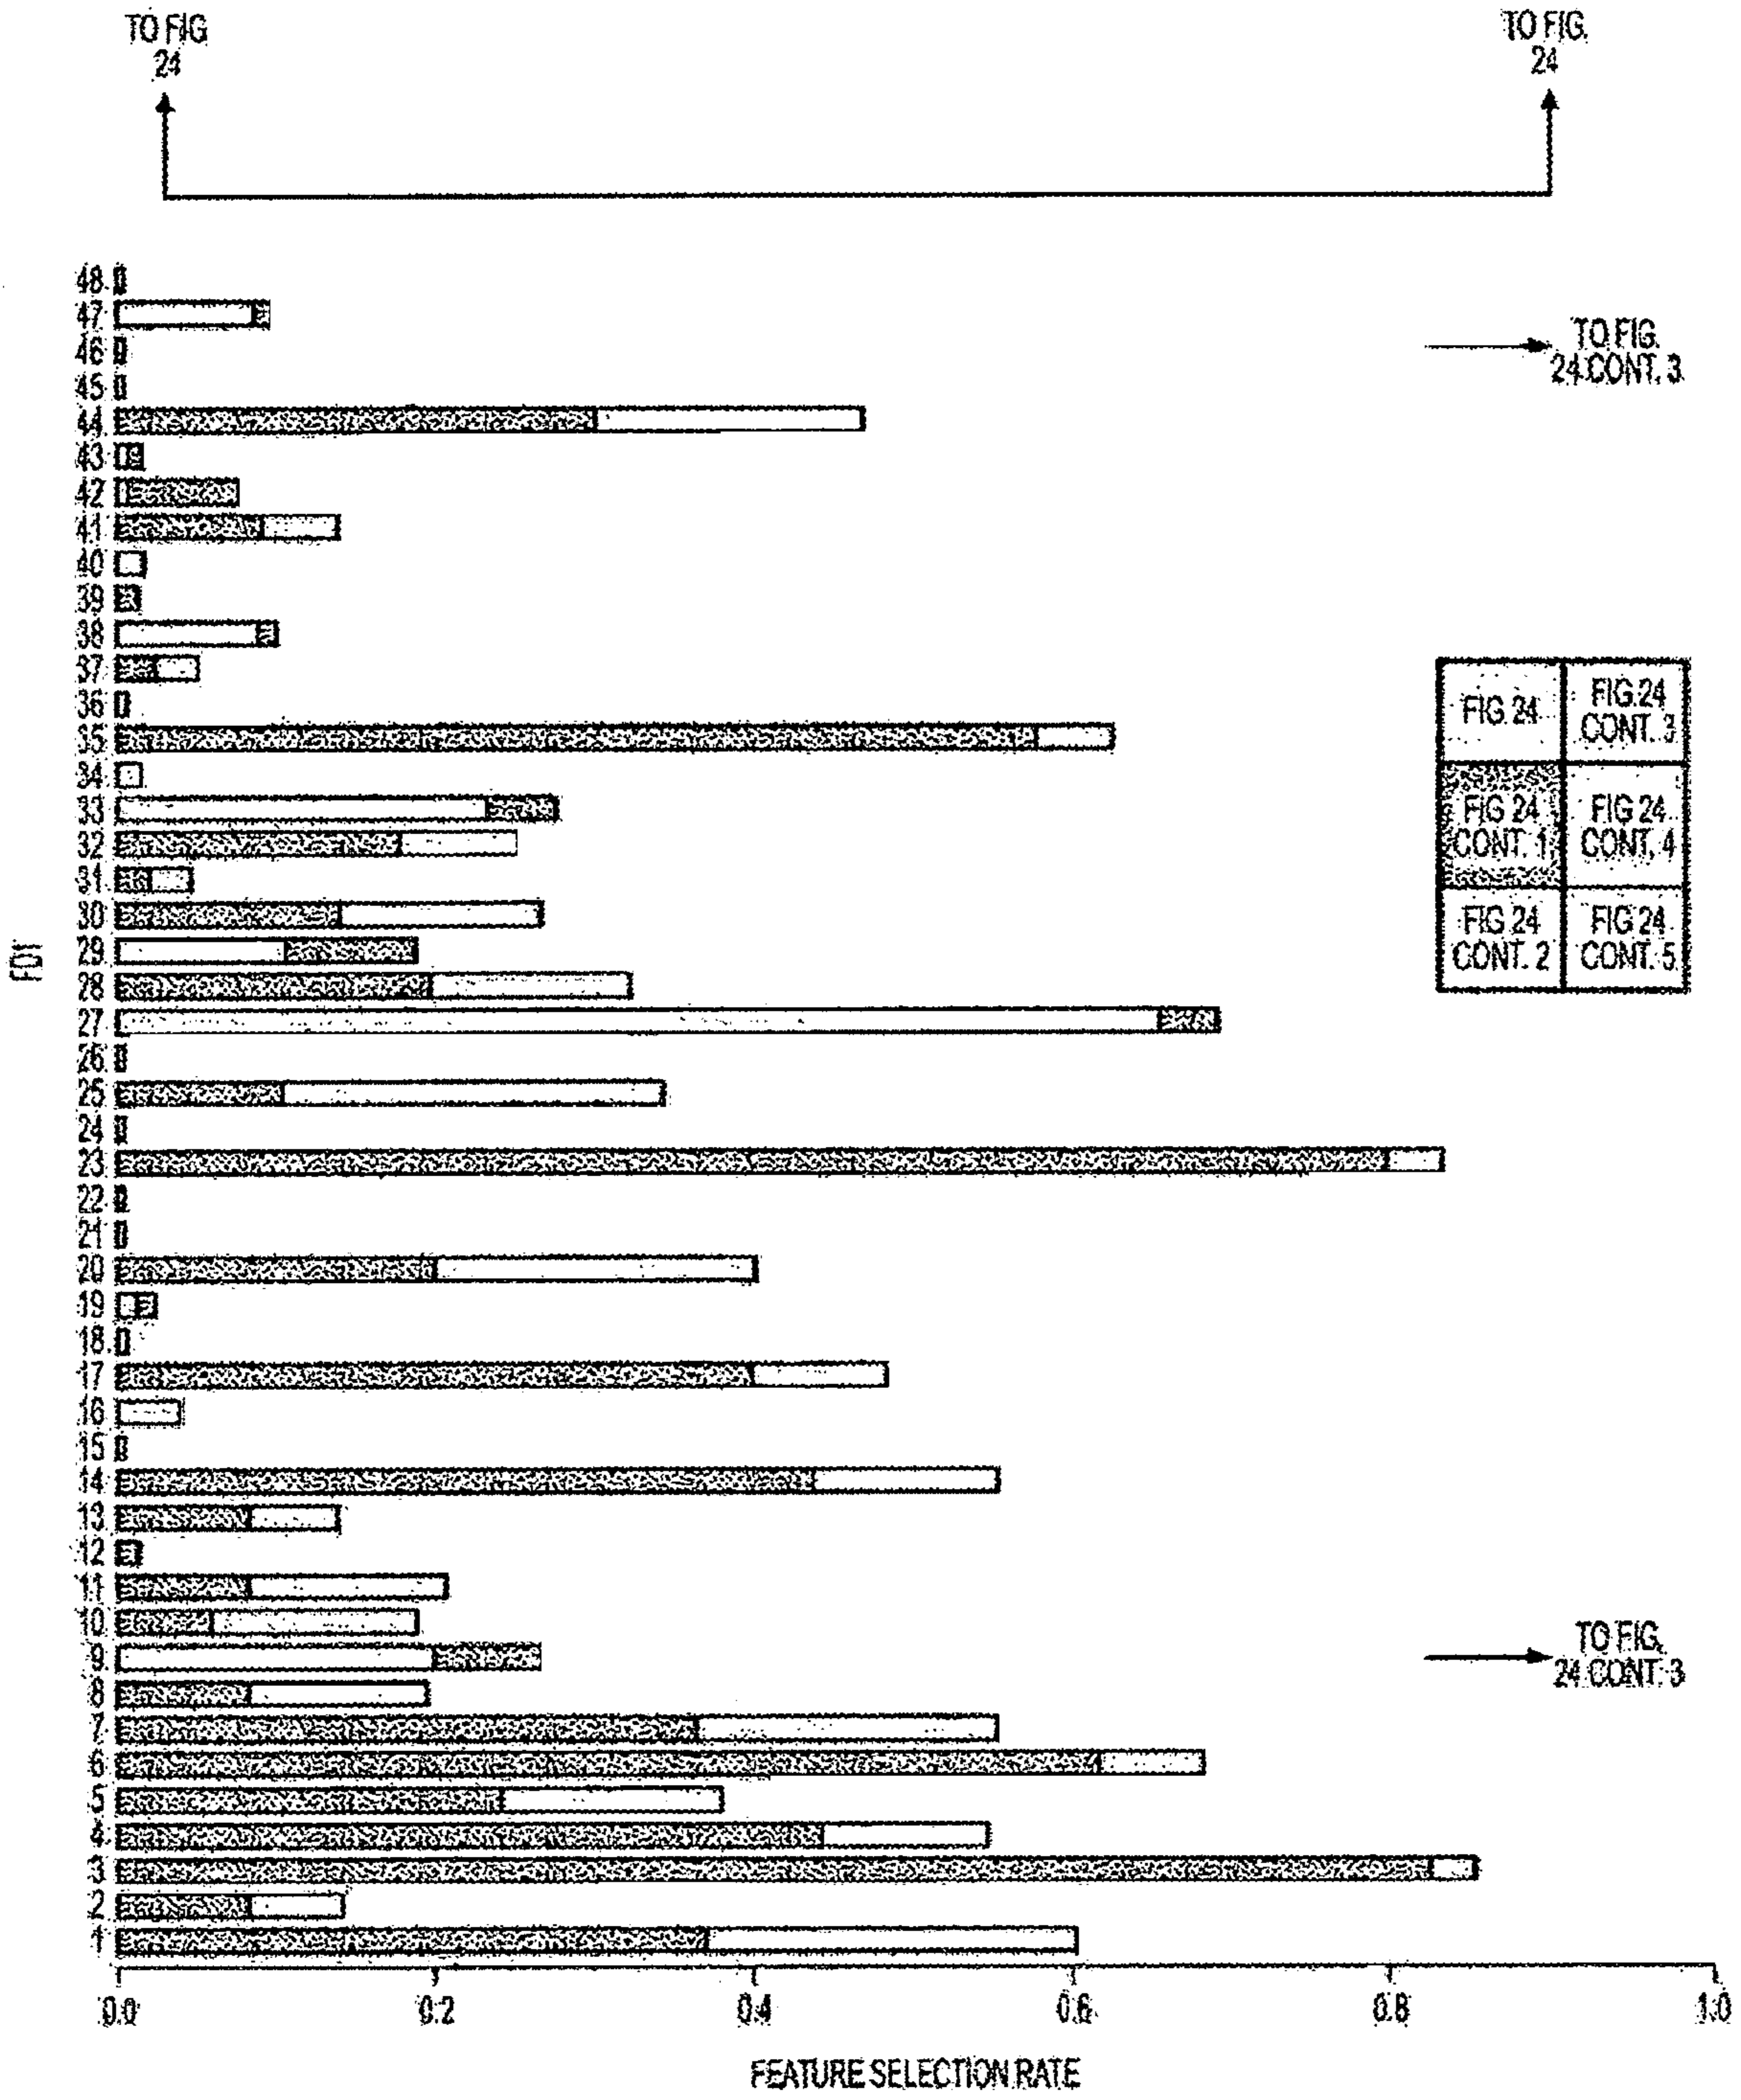 TO FIG
24
TO FIG.
24
48
47
46
45
44
43
42
41
40
39
38
37
36
35
34
33
32
31
30
29
28
27
26
25
24
23
22
21
20
19
18
17
16
15
14
13
12
11
10
9
8
7
6
5
4
3
2
1
FD1
TO FIG.
24 CONT. 3
FIG 24
FIG 24
CONT. 3
FIG 24
CONT. 1
FIG 24
CONT. 4
FIG 24
CONT. 2
FIG 24
CONT. 5
TO FIG.
24 CONT. 3
0.0
0.2
0.4
0.6
0.8
1.0
FEATURE SELECTION RATE